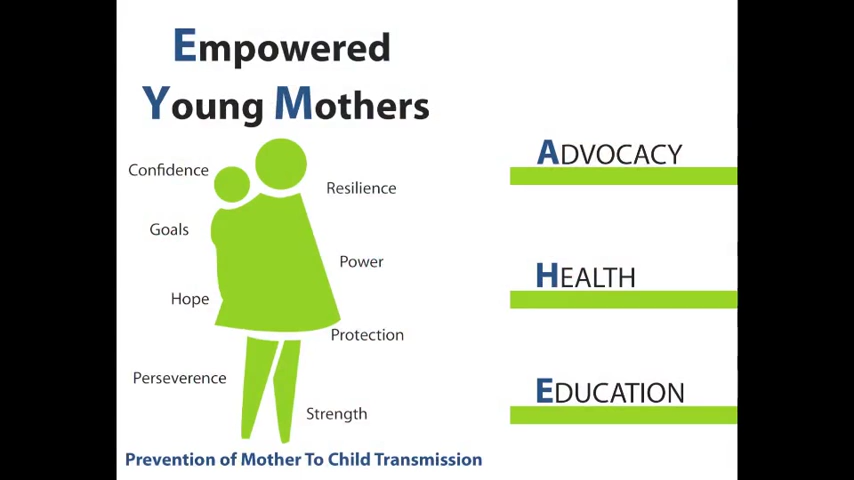 Empowered
Young Mothers
Confidence
Resilience
Goals
Power
Hope
Protection
Perseverence
Strength
Prevention of Mother To Child Transmission
ADVOCACY
HEALTH
EDUCATION